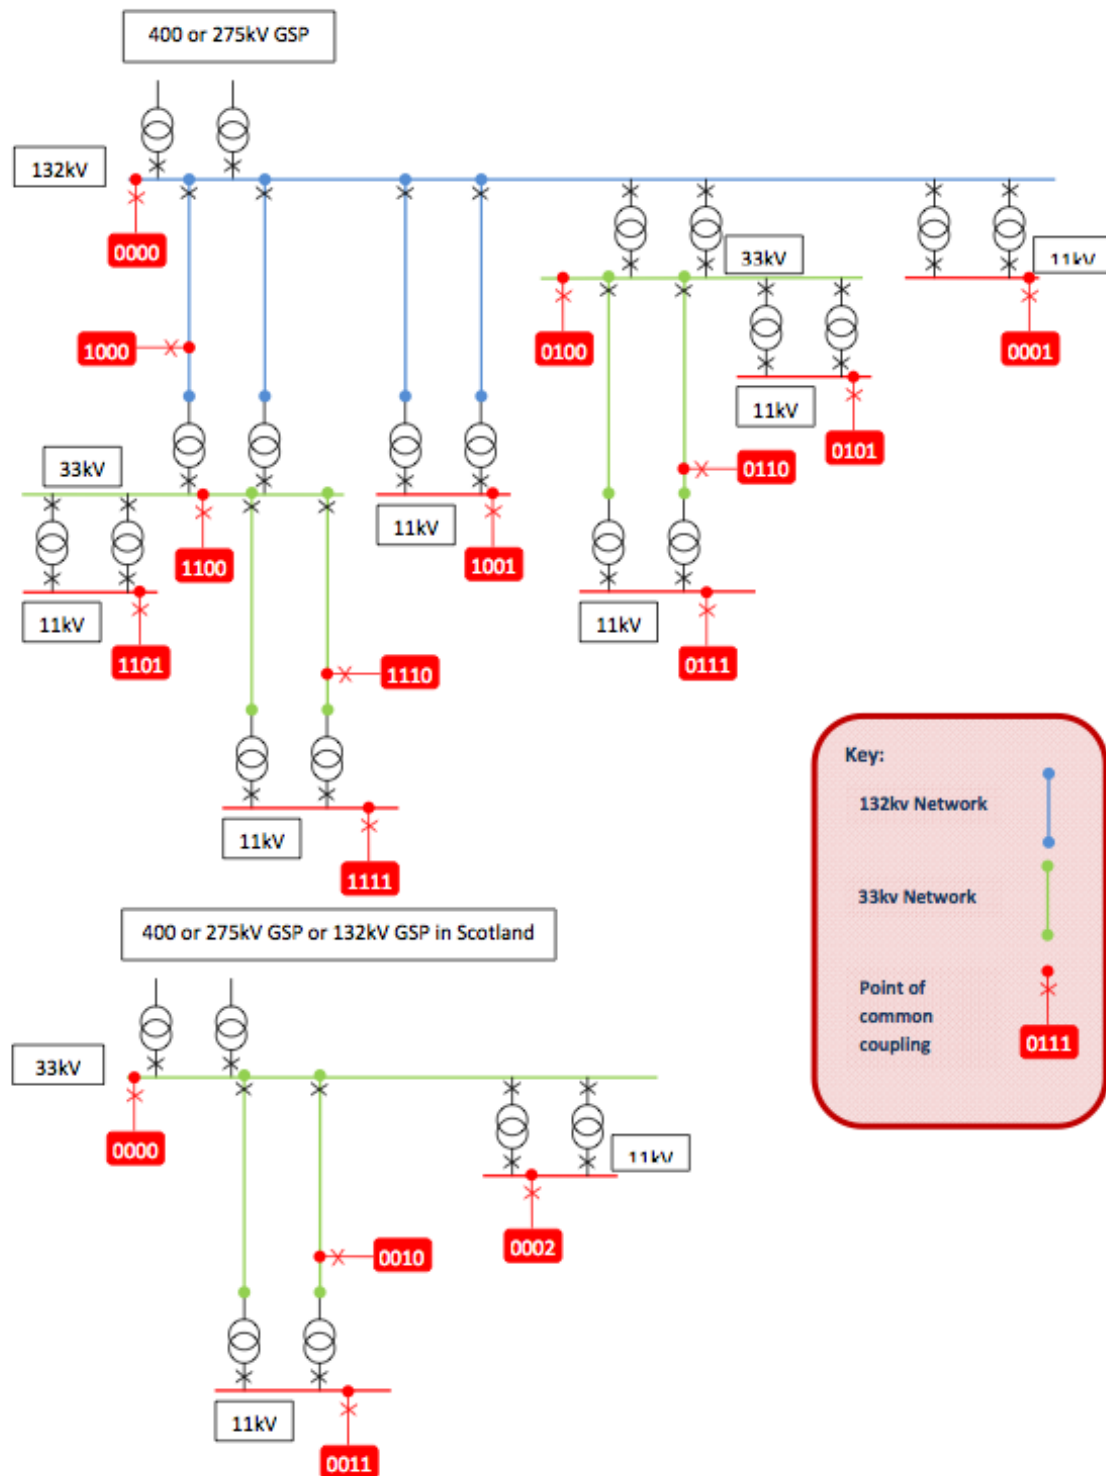 400 or 275kV GSP
132kV
0000
33kV
11kV
1000
0100
0001
11kV
0101
33kV
0110
11kV
1100
1001
11kV
11kV
1101
1110
0111
Key:
132kv Network
11kV
1111
33kv Network
400 or 275kV GSP or 132kV GSP in Scotland
Point of
common
coupling
0111
33kV
0000
11kV
0002
0010
11kV
0011